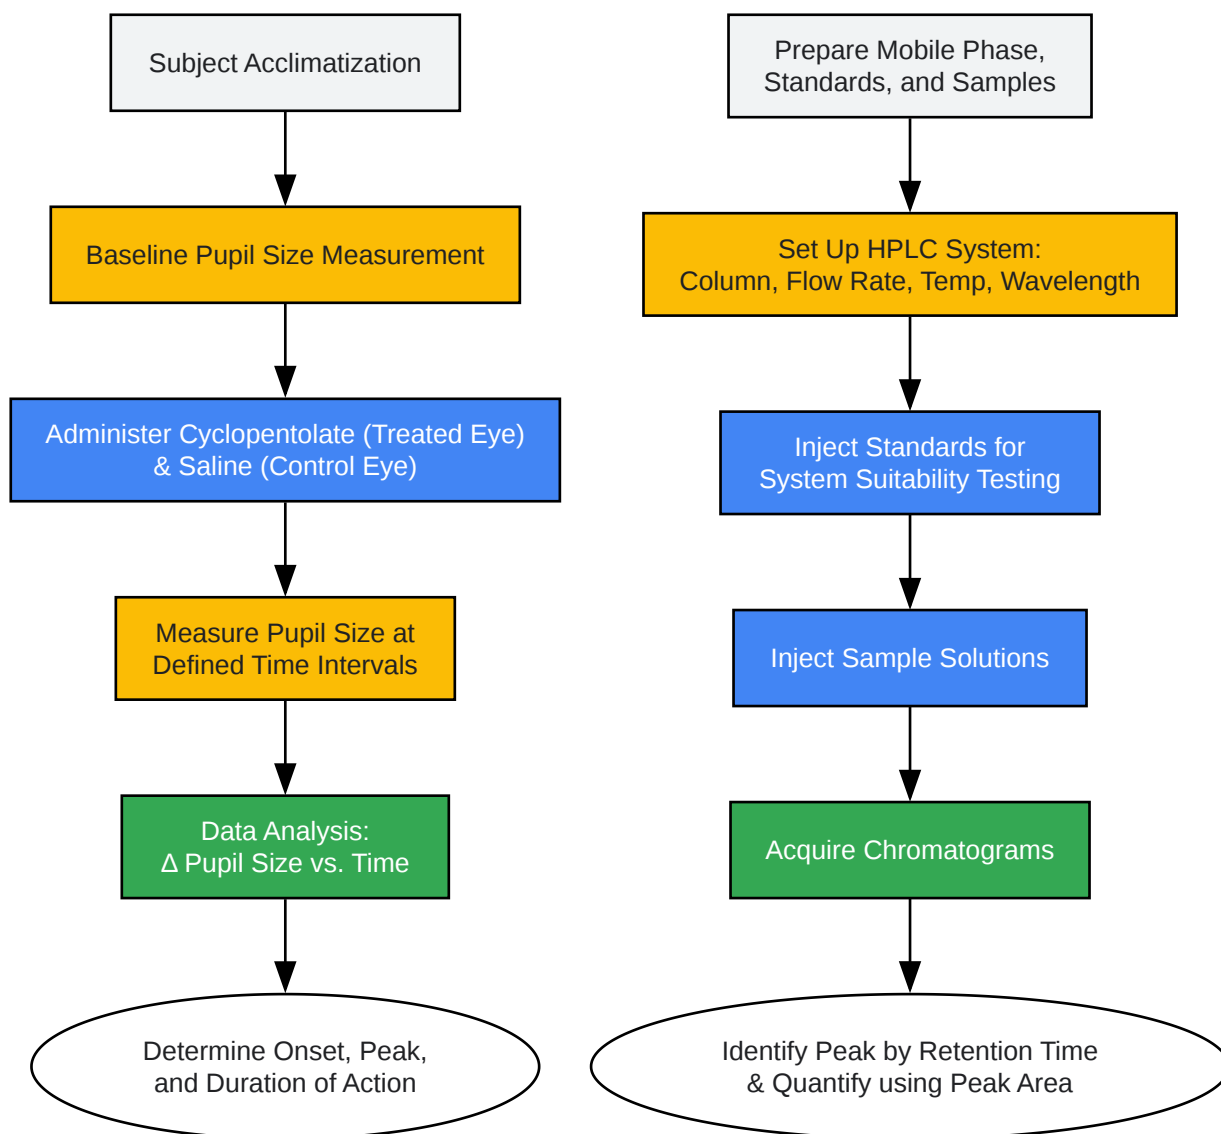 Subject Acclimatization
Baseline Pupil Size Measurement
Administer Cyclopentolate (Treated Eye)
& Saline (Control Eye)
Measure Pupil Size at
Defined Time Intervals
Data Analysis:
Δ Pupil Size vs. Time
Determine Onset, Peak,
and Duration of Action
Prepare Mobile Phase,
Standards, and Samples
Set Up HPLC System:
Column, Flow Rate, Temp, Wavelength
Inject Standards for
System Suitability Testing
Inject Sample Solutions
Acquire Chromatograms
Identify Peak by Retention Time
& Quantify using Peak Area